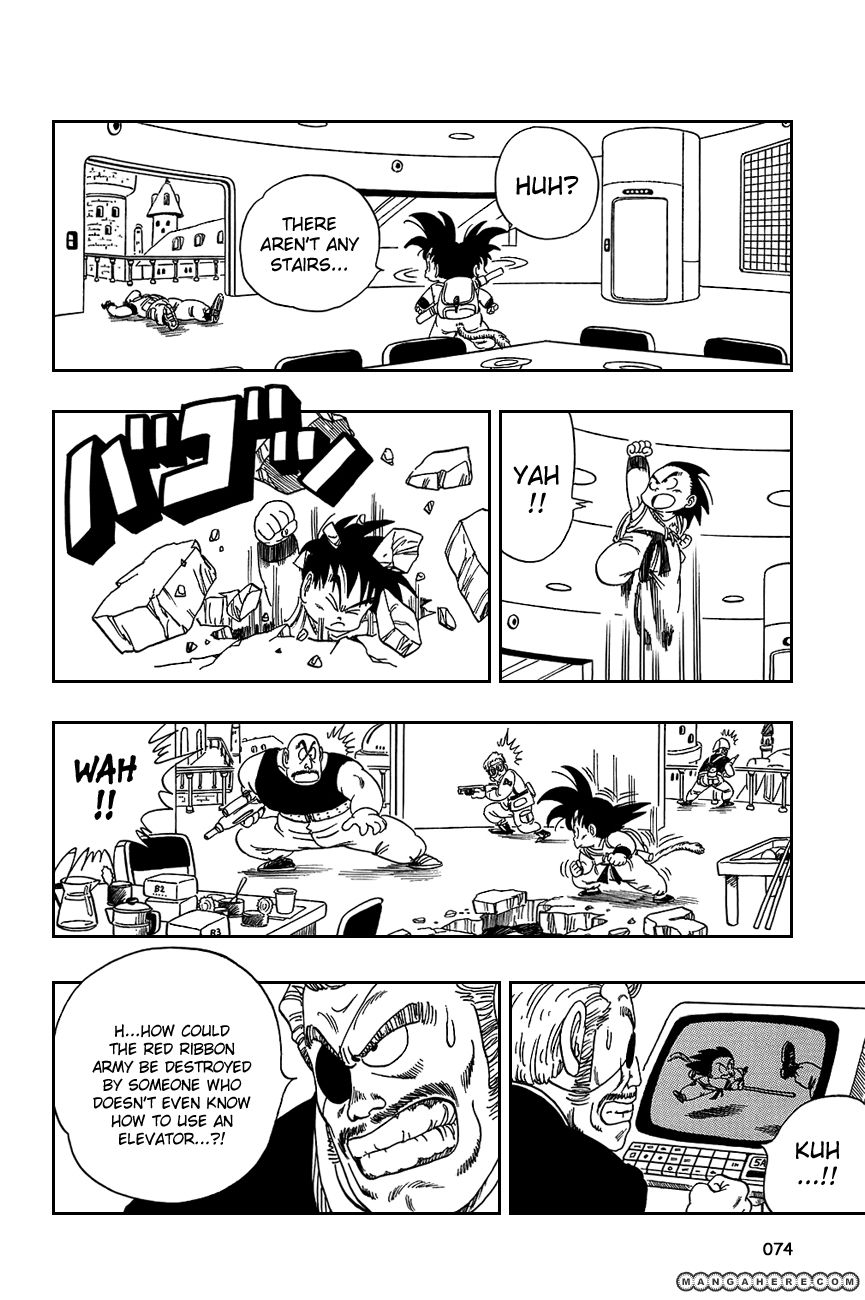 HUH?
THERE
AREN'T ANY
STAIRS...
YAH
!!
バゴッ
WAH
!!
B2
B3
KUH
...!!
5A
H...HOW COULD
THE RED RIBBON
ARMY BE DESTROYED
BY SOMEONE WHO
DOESN'T EVEN KNOW
HOW TO USE AN
ELEVATOR...?!
074
MANGAHERE.COM